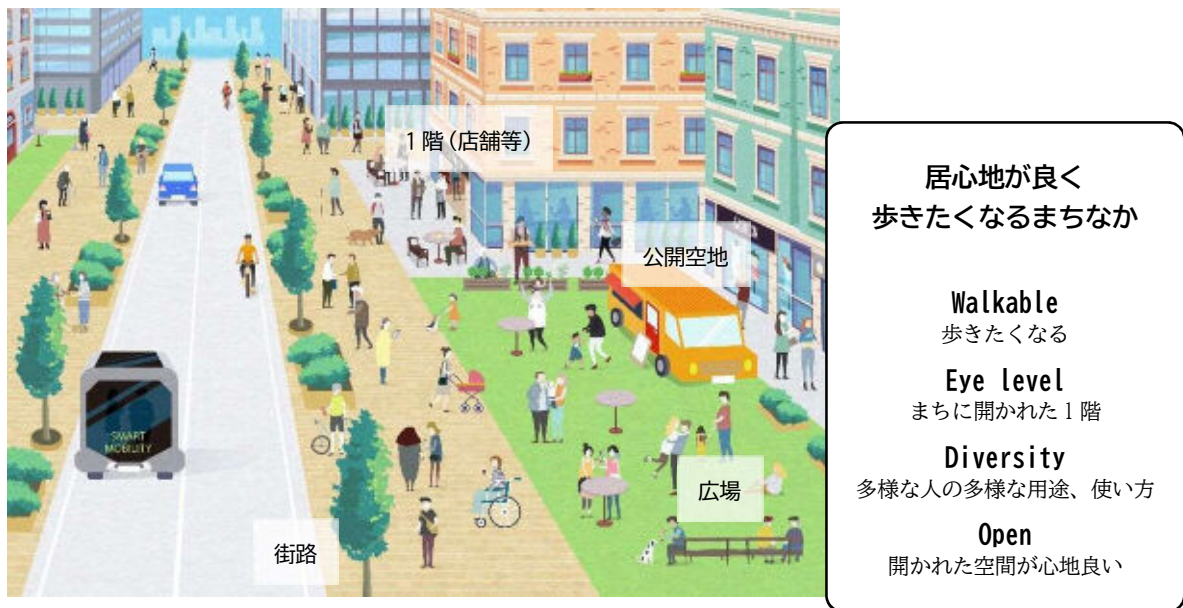 1階(店舗等)
公開空地
広場
街路
SMART
MOBILITY
居心地が良く
歩きたくなるまちなか
Walkable
歩きたくなる
Eye level
まちに開かれた1階
Diversity
多様な人の多様な用途、使い方
Open
開かれた空間が心地良い